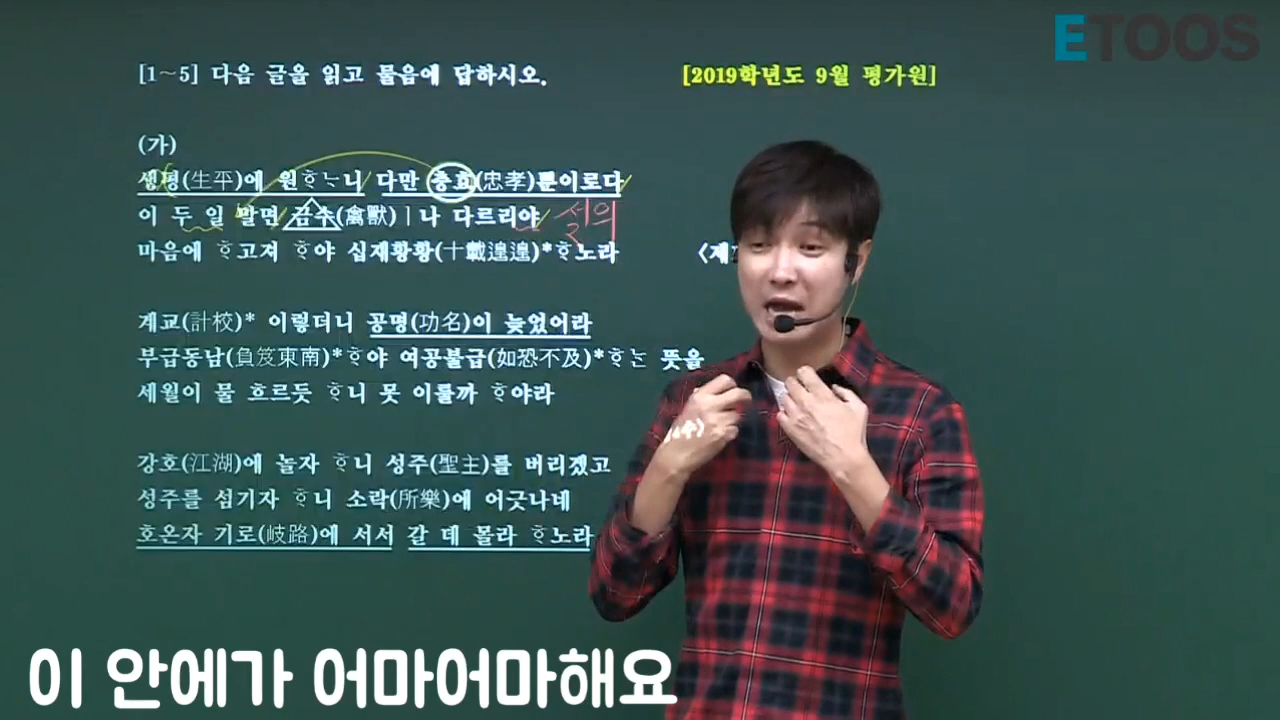 ETOOS
[1~5] 다음 글을 읽고 물음에 답하시오. [2019학년도 9월 평가원]
(가)
생평(生平)에 원ᄒᆞᄂᆞ니 다만 충효(忠孝)뿐이로다
이 두 일 말면 금수(禽獸)ㅣ나 다르리야 설의
마음에 ᄒᆞ고져 ᄒᆞ야 십재황황(十載遑遑)*ᄒᆞ노라 〈제
계교(計校)* 이렇더니 공명(功名)이 늦었어라
부급동남(負笈東南)*ᄒᆞ야 여공불급(如恐不及)*ᄒᆞᄂᆞᆫ 뜻을
세월이 물 흐르듯 ᄒᆞ니 못 이룰까 ᄒᆞ야라
강호(江湖)에 놀자 ᄒᆞ니 성주(聖主)를 버리겠고
성주를 섬기자 ᄒᆞ니 소락(所樂)에 어긋나네
호온자 기로(岐路)에 서서 갈 데 몰라 ᄒᆞ노라
이 안에가 어마어마해요